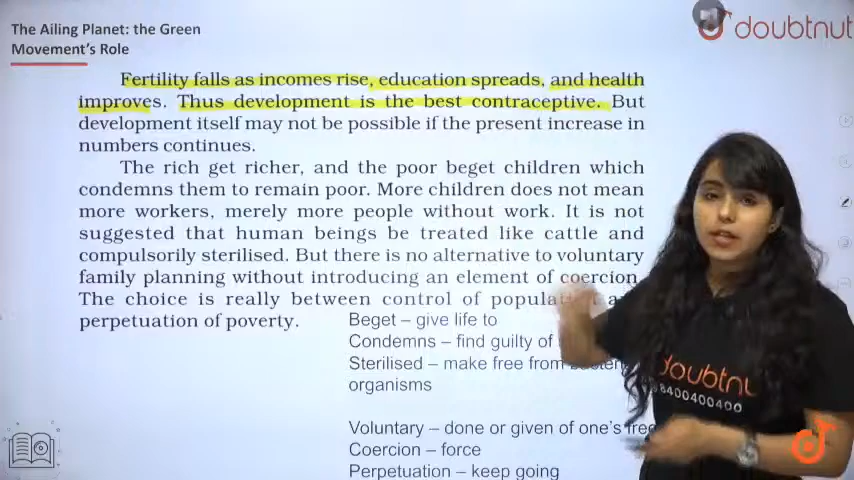 The Ailing Planet: the Green
Movement's Role
doubtnut
Fertility falls as incomes rise, education spreads, and health
improves. Thus development is the best contraceptive. But
development itself may not be possible if the present increase in
numbers continues.
The rich get richer, and the poor beget children which
condemns them to remain poor. More children does not mean
more workers, merely more people without work. It is not
suggested that human beings be treated like cattle and
compulsorily sterilised. But there is no alternative to voluntary
family planning without introducing an element of coercion.
The choice is really between control of
perpetuation of poverty.
Beget – give life to
Condemns – find guilty of
Sterilised – make free from
organisms
Voluntary – done or given of one's free
Coercion – force
Perpetuation – keep going
doubtnu
8400400400